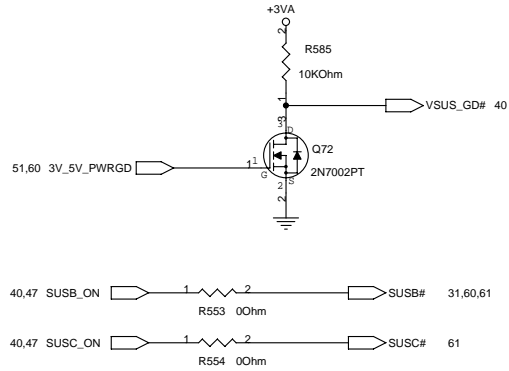 +3VA
2
R585
10KOhm
1
VSUS_GD# 40
3
3
D
Q72
51,60 3V_5V_PWRGD
1
1
G
S
2N7002PT
2
2
40,47 SUSB_ON
1
2
SUSB# 31,60,61
R553 0Ohm
40,47 SUSC_ON
1
2
SUSC# 61
R554 0Ohm